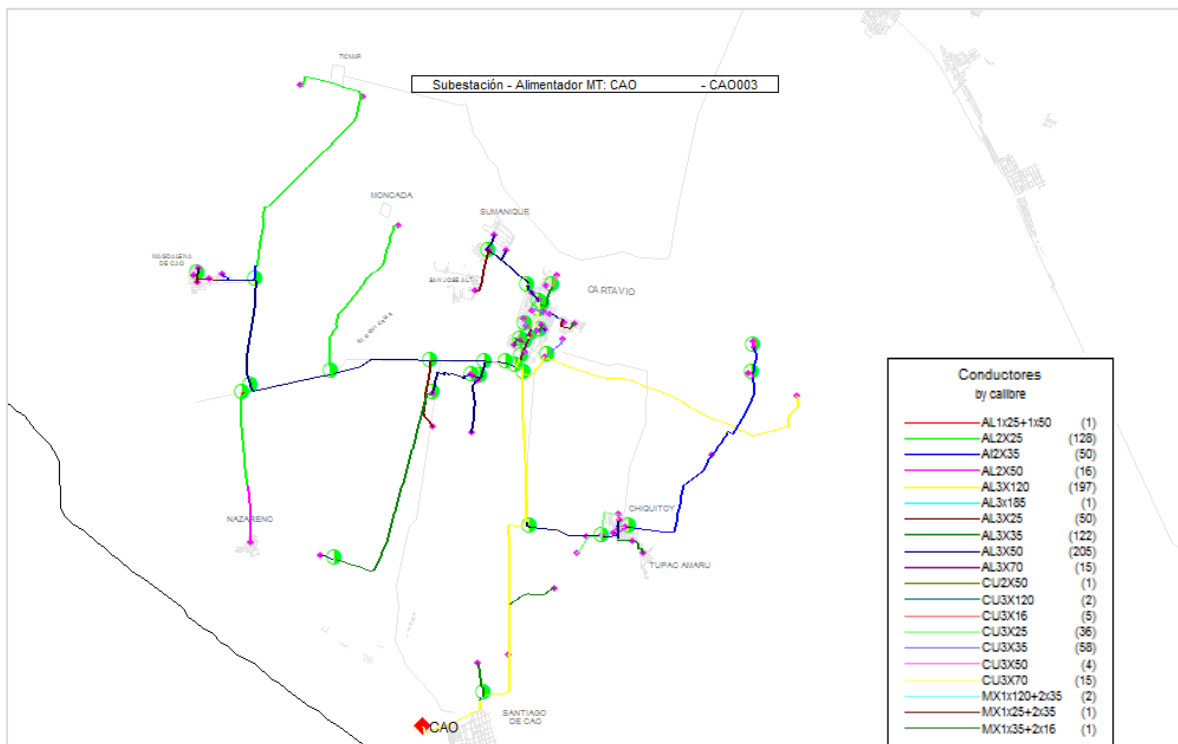 TICMAR
Subestación - Alimentador MT: CAO - CAO003
MONCADA
SUMANIQUE
MAGDALENA
DE CAO
SAN JOSE ALT
CARTAVIO
Conductores
by calibre
AL1x25+1x50 (1)
AL2X25 (128)
Al2X35 (50)
AL2X50 (16)
AL3X120 (197)
AL3x185 (1)
AL3X25 (50)
AL3X35 (122)
AL3X50 (205)
AL3X70 (15)
CU2X50 (1)
CU3X120 (2)
CU3X16 (5)
CU3X25 (36)
CU3X35 (58)
CU3X50 (4)
CU3X70 (15)
MX1x120+2x35 (2)
MX1x25+2x35 (1)
MX1x35+2x16 (1)
CHIQUITOY
NAZARENO
TUPAC AMARU
SANTIAGO
DE CAO
CAO